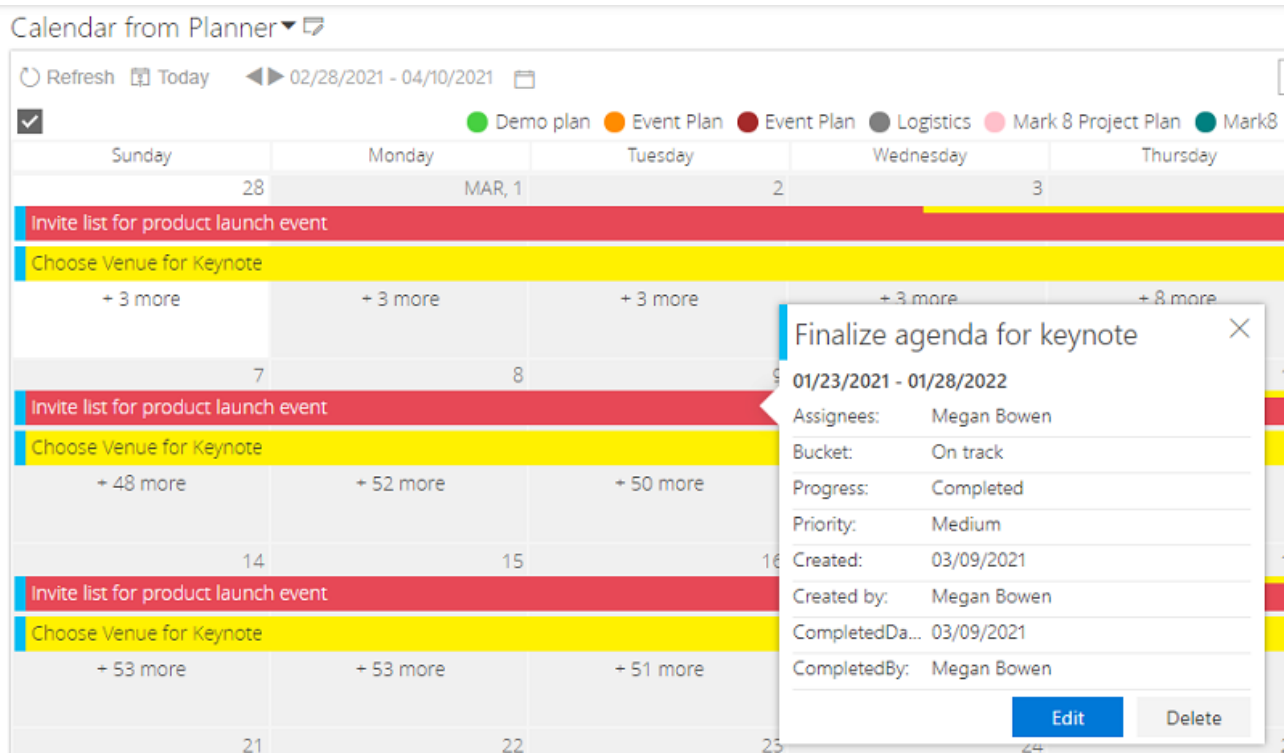 Calendar from Planner
Refresh Today 02/28/2021 - 04/10/2021
Demo plan Event Plan Event Plan Logistics Mark 8 Project Plan Mark8
Sunday Monday Tuesday Wednesday Thursday
28 MAR, 1 2 3
Invite list for product launch event
Choose Venue for Keynote
+ 3 more + 3 more + 3 more + 3 more + 8 more
7 8
Invite list for product launch event
Choose Venue for Keynote
+ 48 more + 52 more + 50 more
14 15 16
Invite list for product launch event
Choose Venue for Keynote
+ 53 more + 53 more + 51 more
21 22 23 24
Finalize agenda for keynote
01/23/2021 - 01/28/2022
Assignees: Megan Bowen
Bucket: On track
Progress: Completed
Priority: Medium
Created: 03/09/2021
Created by: Megan Bowen
CompletedDa... 03/09/2021
CompletedBy: Megan Bowen
Edit Delete